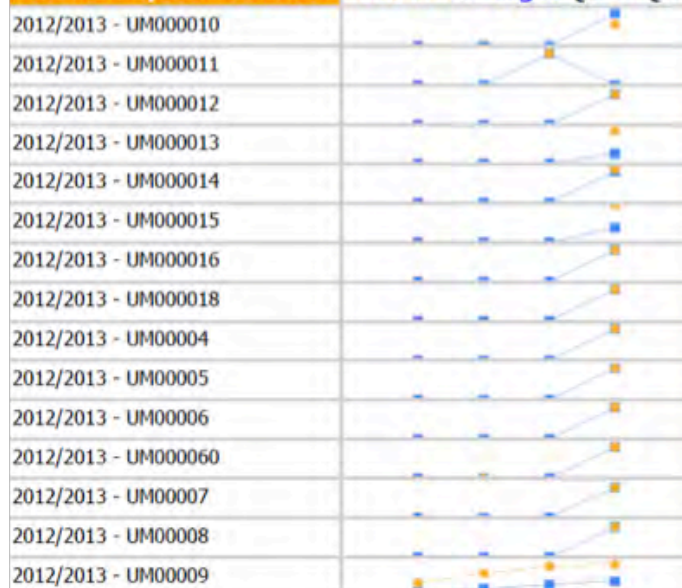 2012/2013 - UM000010
2012/2013 - UM000011
2012/2013 - UM000012
2012/2013 - UM000013
2012/2013 - UM000014
2012/2013 - UM000015
2012/2013 - UM000016
2012/2013 - UM000018
2012/2013 - UM00004
2012/2013 - UM00005
2012/2013 - UM00006
2012/2013 - UM000060
2012/2013 - UM00007
2012/2013 - UM00008
2012/2013 - UM00009